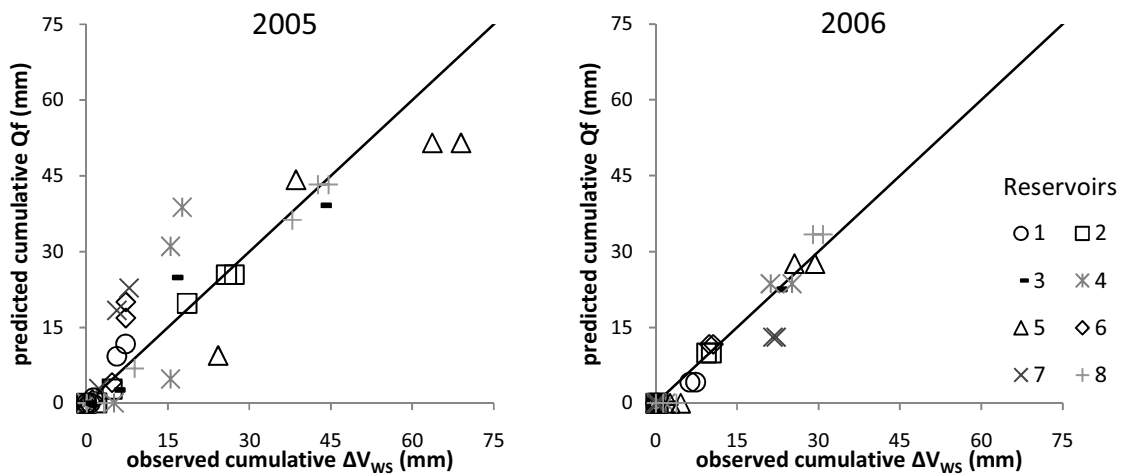 2005
75
60
45
30
15
0
predicted cumulative Qf (mm)
0 15 30 45 60 75
observed cumulative ΔVWS (mm)
2006
75
60
45
30
15
0
predicted cumulative Qf (mm)
0 15 30 45 60 75
observed cumulative ΔVWS (mm)
Reservoirs
1 2
3 4
5 6
7 8